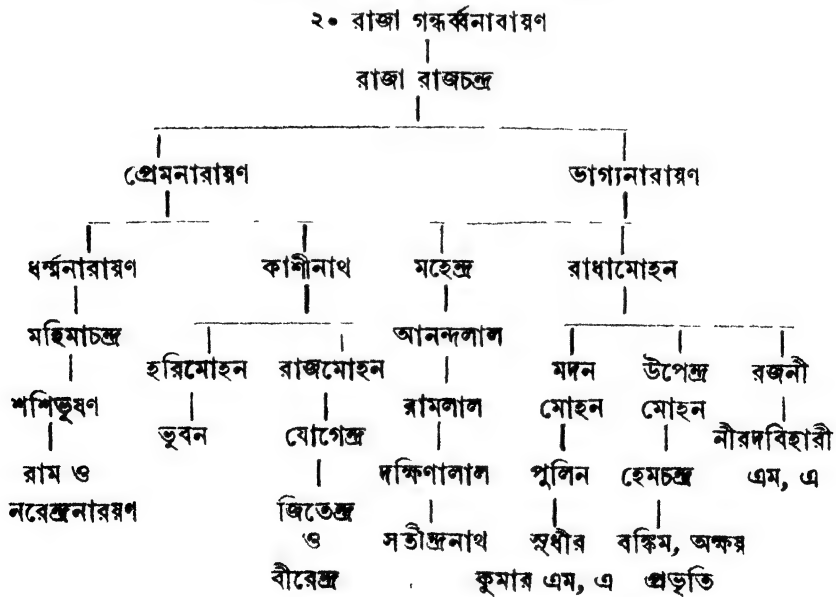 ২০ রাজা গন্ধর্ব্বনারায়ণ
রাজা রাজচন্দ্র
প্রেমনারায়ণ ভাগ্যনারায়ণ
ধর্ম্মনারায়ণ কাশীনাথ মহেন্দ্র রাধামোহন
মহিমাচন্দ্র আনন্দলাল
হরিমোহন রাজমোহন মদন উপেন্দ্র রজনী
শশিভূষণ রামলাল মোহন মোহন
ভুবন যোগেন্দ্র নীরদবিহারী
রাম ও দক্ষিণালাল পুলিন হেমচন্দ্র এম, এ
নরেন্দ্রনারয়ণ জিতেন্দ্র
ও সতীন্দ্রনাথ সুধীর বঙ্কিম, অক্ষয়
বীরেন্দ্র কুমার এম, এ প্রভৃতি